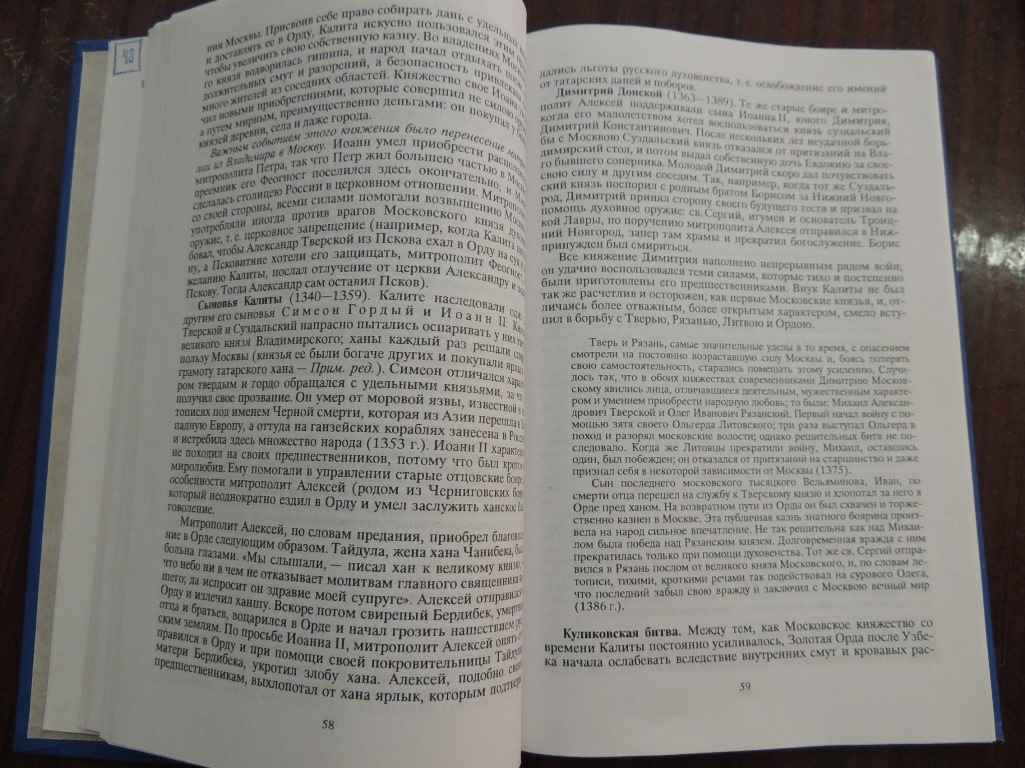 43
ния Москвы. Присвоив себе право собирать дань с удельных
и доставлять ее в Орду, Калита искусно пользовался этим
чтобы увеличить свою собственную казну. Во владениях
го князя водворилась тишина, и народ начал отдыхать
должительных смут и разорений, а безопасность
много жителей из соседних областей. Княжество свое
чил новыми приобретениями, которые совершил не силою
а путем мирным, преимущественно деньгами: он покупал у
князей деревни, села и даже города.
Важным событием этого княжения было перенесение
лии из Владимира в Москву. Иоанн умел приобрести
митрополита Петра, так что Петр жил большею частью в
преемник его Феогност поселился здесь окончательно, и
сделалась столицею России в церковном отношении.
со своей стороны, всеми силами помогали возвышению
употребляли иногда против врагов Московского князя
оружие, т. е. церковное запрещение (например, когда Калита
бовал, чтобы Александр Тверской из Пскова ехал в Орду на суд к
ну, а Псковитяне хотели его защищать, митрополит Феогност,
желанию Калиты, послал отлучение от церкви Александру и
Пскову. Тогда Александр сам оставил Псков).
Сыновья Калиты (1340—1359). Калите наследовали
другим его сыновья Симеон Гордый и Иоанн II.
Тверской и Суздальский напрасно пытались оспаривать у них
великого князя Владимирского; ханы каждый раз решали
пользу Москвы (князья ее были богаче других и покупали
грамоту татарского хана — Прим. ред.). Симеон отличался
ром твердым и гордо обращался с удельными князьями, за
получил свое прозвание. Он умер от моровой язвы, известной в
тописях под именем Черной смерти, которая из Азии перешла в
падную Европу, а оттуда на ганзейских кораблях занесена в
и истребила здесь множество народа (1353 г.). Иоанн II
не походил на своих предшественников, потому что был кроток
миролюбив. Ему помогали в управлении старые отцовские
особенности митрополит Алексей (родом из Черниговских
который неоднократно ездил в Орду и умел заслужить ханское
говоление.
Митрополит Алексей, по словам предания, приобрел
ние в Орде следующим образом. Тайдула, жена хана Чанибека,
больна глазами. «Мы слышали, — писал хан к великому князю,
что небо ни в чем не отказывает молитвам главного священника
шего; да испросит он здравие моей супруге». Алексей отправился
Орду и излечил ханшу. Вскоре потом свирепый Бердибек,
отца и братьев, воцарился в Орде и начал грозить нашествием
ским землям. По просьбе Иоанна II, митрополит Алексей опять
правился в Орду и при помощи своей покровительницы
матери Бердибека, укротил злобу хана. Алексей, подобно
предшественникам, выхлопотал от хана ярлык, которым
58
дались льготы русского духовенства, т. е. освобождение его имений
от татарских даней и поборов.
Димитрий Донской (1363—1389). Те же старые бояре и митро-
полит Алексей поддерживали сына Иоанна II, юного Димитрия,
когда его малолетством хотел воспользоваться князь суздальский
Димитрий Константинович. После нескольких лет неудачной борь-
бы с Москвою Суздальский князь отказался от притязаний на Вла-
димирский стол, и потом выдал собственную дочь Евдокию за свое-
го бывшего соперника. Молодой Димитрий скоро дал почувствовать
свою силу и другим соседям. Так, например, когда тот же Суздаль-
ский князь поспорил с родным братом Борисом за Нижний Новго-
род, Димитрий принял сторону своего будущего тестя и призвал на
помощь духовное оружие: св. Сергий, игумен и основатель Троиц-
кой Лавры, по поручению митрополита Алексея отправился в Ниж-
ний Новгород, запер там храмы и прекратил богослужение. Борис
принужден был смириться.
Все княжение Димитрия наполнено непрерывным рядом войн;
он удачно воспользовался теми силами, которые тихо и постепенно
были приготовлены его предшественниками. Внук Калиты не был
так же расчетлив и осторожен, как первые Московские князья, и, от-
личаясь более отважным, более открытым характером, смело всту-
пил в борьбу с Тверью, Рязанью, Литвою и Ордою.
Тверь и Рязань, самые значительные уделы в то время, с опасением
смотрели на постоянно возраставшую силу Москвы и, боясь потерять
свою самостоятельность, старались помешать этому усилению. Случи-
лось так, что в обоих княжествах современниками Димитрию Московс-
скому явились лица, отличавшиеся деятельным, мужественным характе-
ром и умением приобрести народную любовь; то были: Михаил Алексан-
дрович Тверской и Олег Иванович Рязанский. Первый начал войну с по-
мощью зятя своего Ольгерда Литовского; три раза выступал Ольгерд в
поход и разорял московские волости; однако решительных битв не по-
следовало. Когда же Литовцы прекратили войну, Михаил, оставшись
один, был побежден; он отказался от притязаний на старшинство и даже
признал себя в некоторой зависимости от Москвы (1375).
Сын последнего московского тысяцкого Вельяминова, Иван, по
смерти отца перешел на службу к Тверскому князю и хлопотал за него в
Орде пред ханом. На возвратном пути из Орды он был схвачен и торже-
ственно казнен в Москве. Эта публичная казнь знатного боярина произ-
вела на народ сильное впечатление. Не так решительна как над Михаи-
лом была победа над Рязанским князем. Долговременная вражда с ним
прекратилась только при помощи духовенства. Тот же св. Сергий отпра-
вился в Рязань послом от великого князя Московского, и, по словам ле-
тописи, тихими, кроткими речами так подействовал на сурового Олега,
что последний забыл свою вражду и заключил с Москвою вечный мир
(1386 г.).
Куликовская битва. Между тем, как Московское княжество со
времени Калиты постоянно усиливалось, Золотая Орда после Узбе-
ка начала ослабевать вследствие внутренних смут и кровавых рас-
59